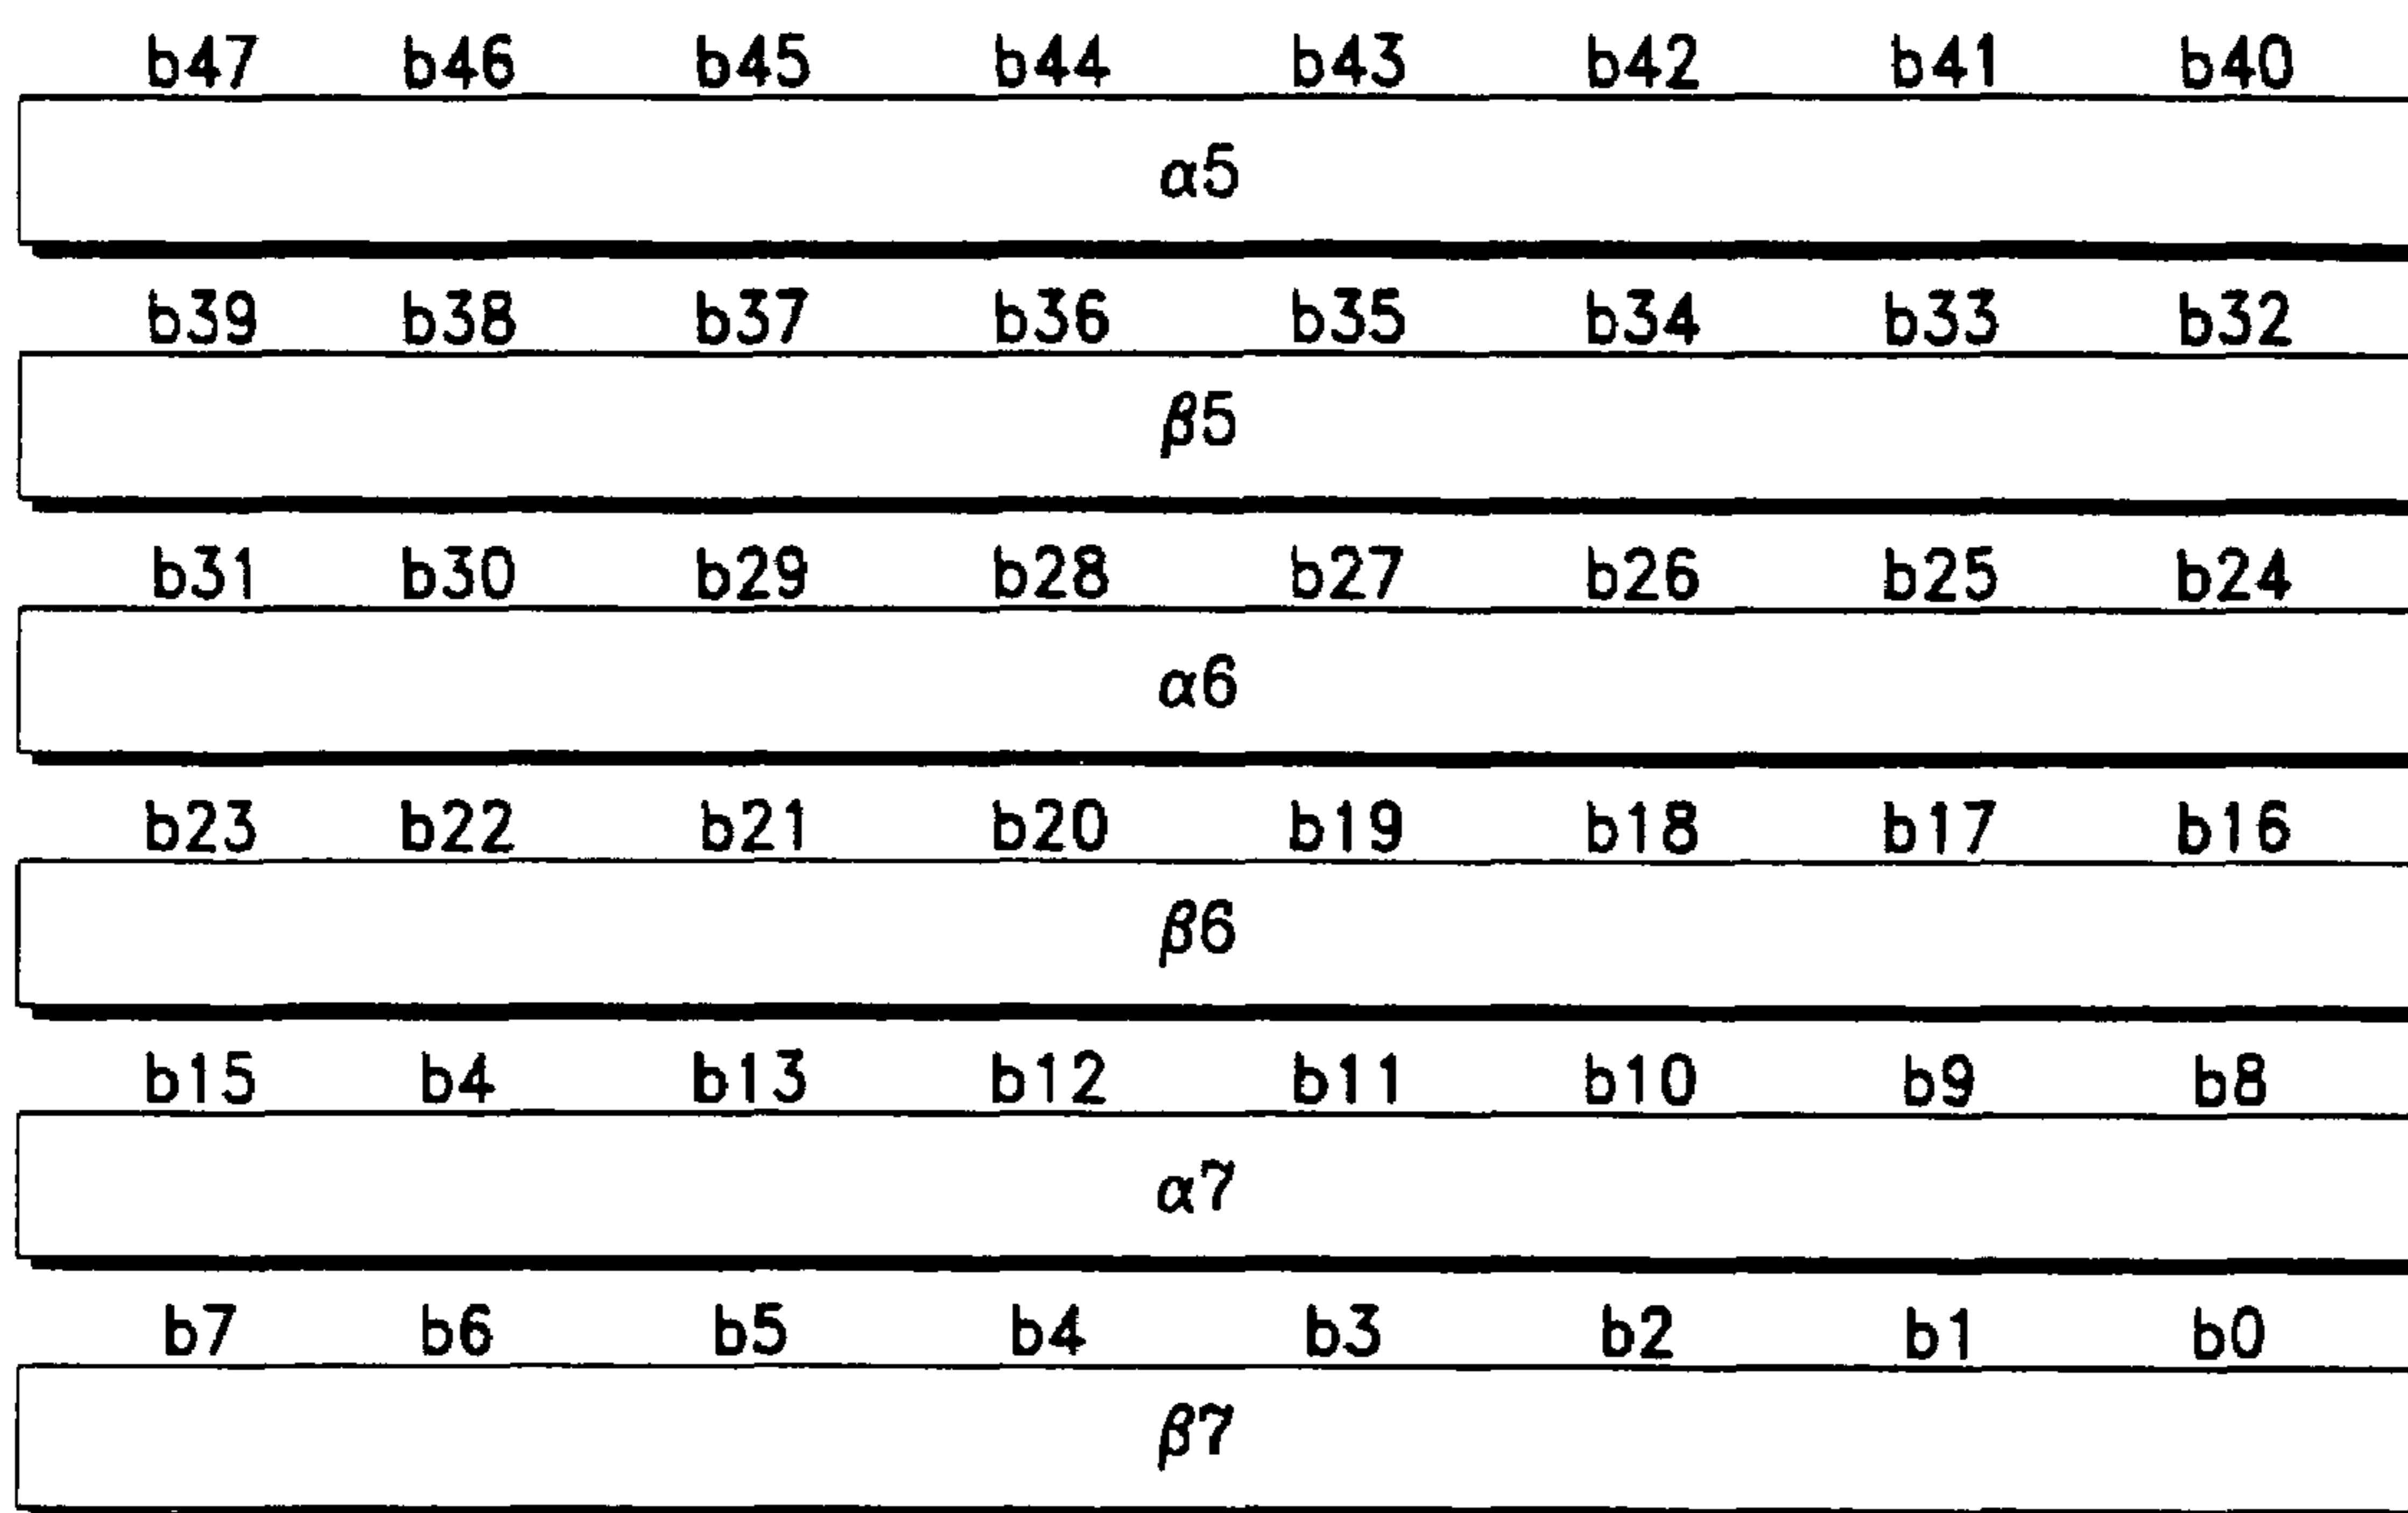 b47 b46 b45 b44 b43 b42 b41 b40
α5
b39 b38 b37 b36 b35 b34 b33 b32
β5
b31 b30 b29 b28 b27 b26 b25 b24
α6
b23 b22 b21 b20 b19 b18 b17 b16
β6
b15 b4 b13 b12 b11 b10 b9 b8
α7
b7 b6 b5 b4 b3 b2 b1 b0
β7